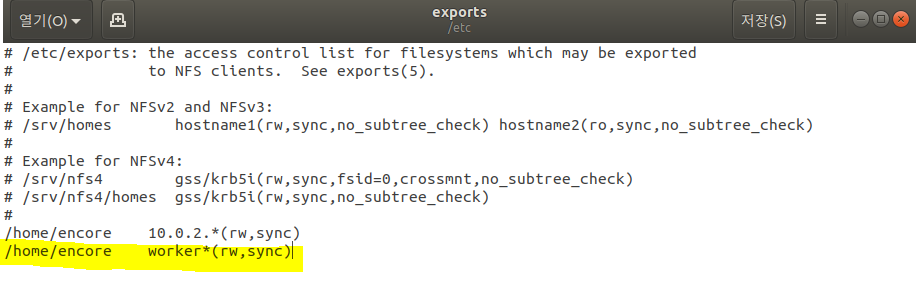 열기(O)
exports
/etc
저장(S)
# /etc/exports: the access control list for filesystems which may be exported
#               to NFS clients.  See exports(5).
#
# Example for NFSv2 and NFSv3:
# /srv/homes       hostname1(rw,sync,no_subtree_check) hostname2(ro,sync,no_subtree_check)
#
# Example for NFSv4:
# /srv/nfs4        gss/krb5i(rw,sync,fsid=0,crossmnt,no_subtree_check)
# /srv/nfs4/homes  gss/krb5i(rw,sync,no_subtree_check)
#
/home/encore    10.0.2.*(rw,sync)
/home/encore    worker*(rw,sync)